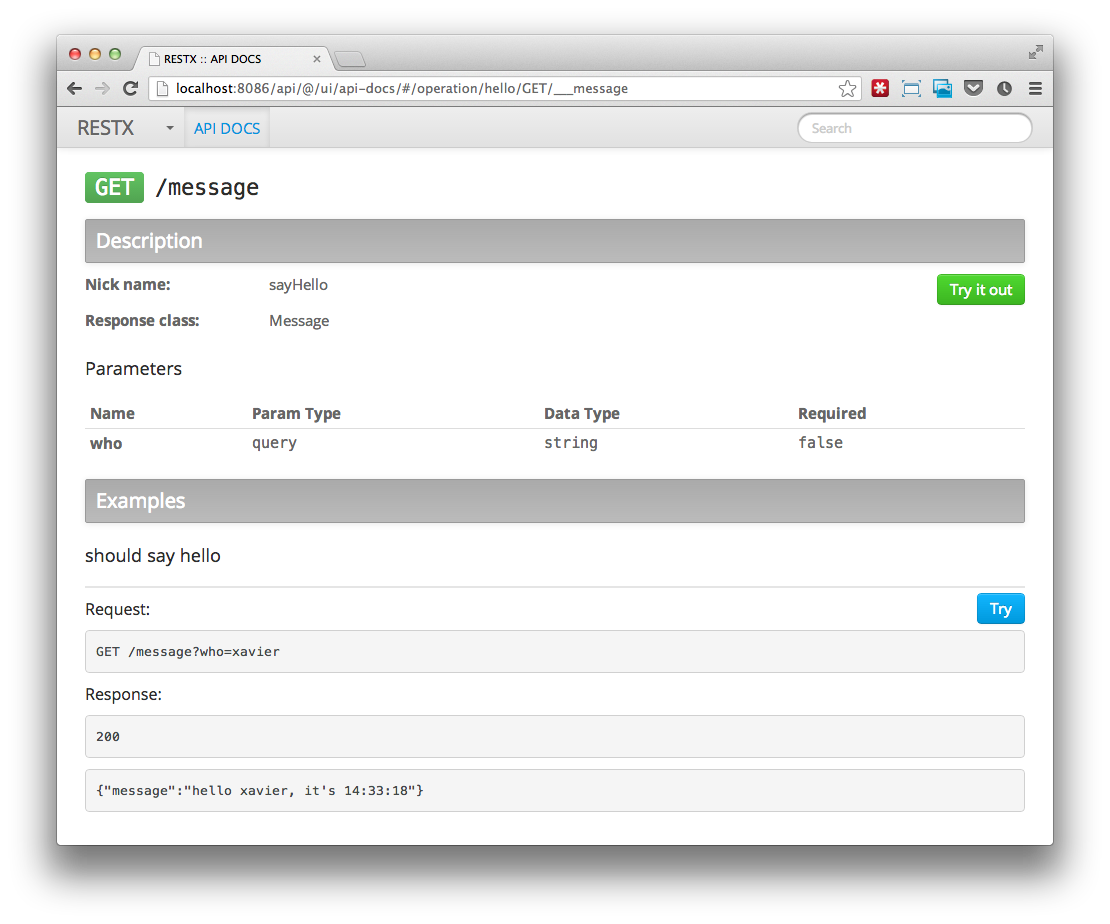 RESTX :: API DOCS
localhost:8086/api/@/ui/api-docs/#/operation/hello/GET/___message
RESTX API DOCS Search
GET /message
Description
Nick name: sayHello Try it out
Response class: Message
Parameters
Name Param Type Data Type Required
who query string false
Examples
should say hello
Request: Try
GET /message?who=xavier
Response:
200
{"message":"hello xavier, it's 14:33:18"}